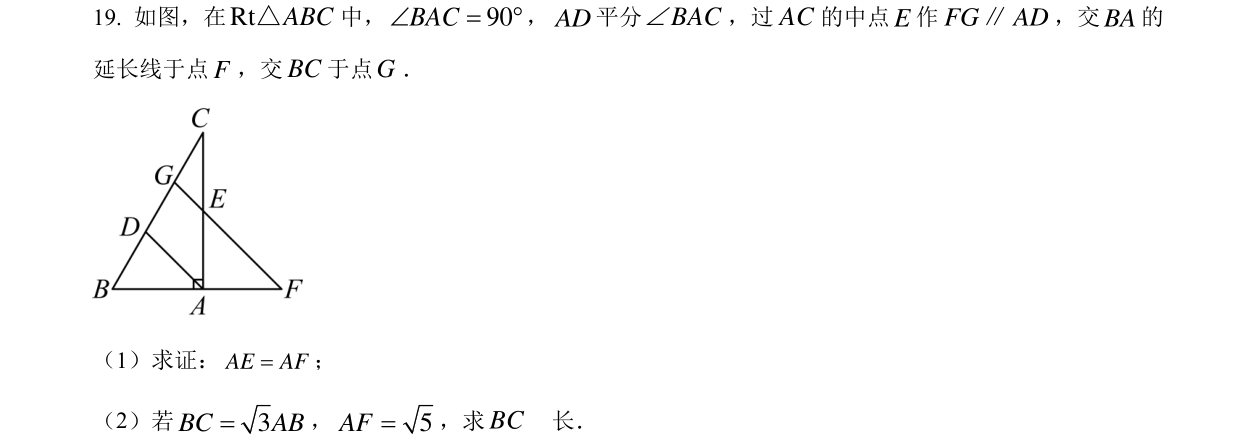 19. 如图，在Rt△ABC中，∠BAC=90°，AD平分∠BAC，过AC的中点E作FG∥AD，交BA的
延长线于点F，交BC于点G．
C
G
E
D
B
A
F
（1）求证：AE=AF；
（2）若BC=√3AB，AF=√5，求BC 长．